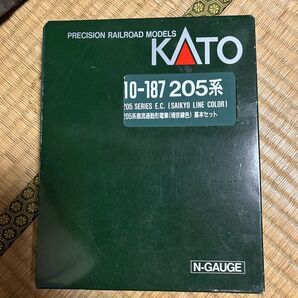 PRECISION RAILROAD MODELS
KATO
10-187 205系
205 SERIES E.C. (SAIKYO LINE COLOR)
205系直流通勤形電車(埼京線色) 基本セット
N-GAUGE